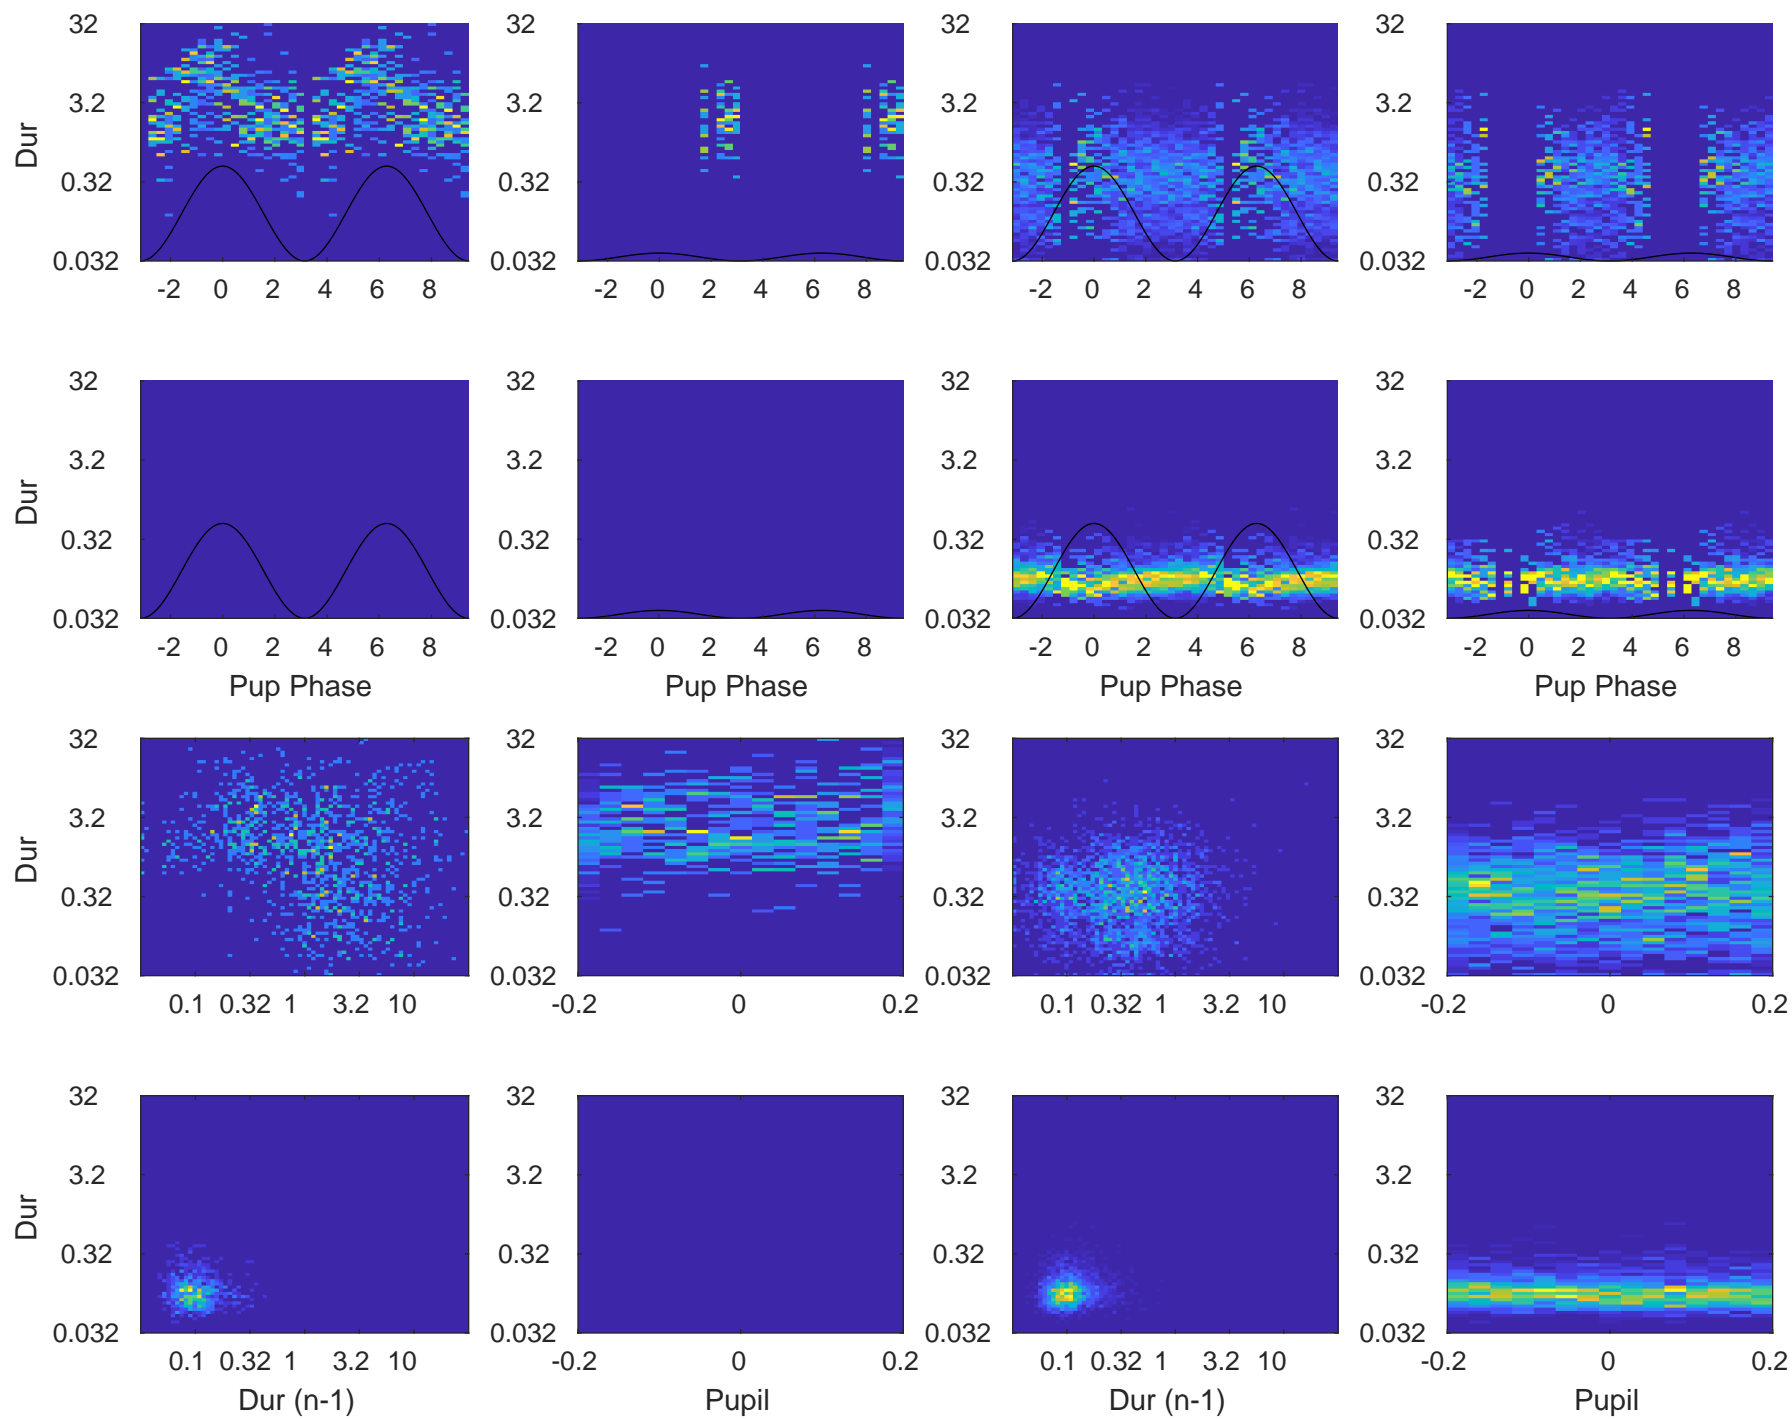 32 32 32 32
Dur 3.2 3.2 3.2 3.2
0.32 0.32 0.32 0.32
0.032 0.032 0.032 0.032
-2 0 2 4 6 8 -2 0 2 4 6 8 -2 0 2 4 6 8 -2 0 2 4 6 8
32 32 32 32
Dur 3.2 3.2 3.2 3.2
0.32 0.32 0.32 0.32
0.032 0.032 0.032 0.032
-2 0 2 4 6 8 -2 0 2 4 6 8 -2 0 2 4 6 8 -2 0 2 4 6 8
Pup Phase Pup Phase Pup Phase Pup Phase
32 32 32 32
Dur 3.2 3.2 3.2 3.2
0.32 0.32 0.32 0.32
0.032 0.032 0.032 0.032
0.1 0.32 1 3.2 10 -0.2 0 0.2 0.1 0.32 1 3.2 10 -0.2 0 0.2
32 32 32 32
Dur 3.2 3.2 3.2 3.2
0.32 0.32 0.32 0.32
0.032 0.032 0.032 0.032
0.1 0.32 1 3.2 10 -0.2 0 0.2 0.1 0.32 1 3.2 10 -0.2 0 0.2
Dur (n-1) Pupil Dur (n-1) Pupil